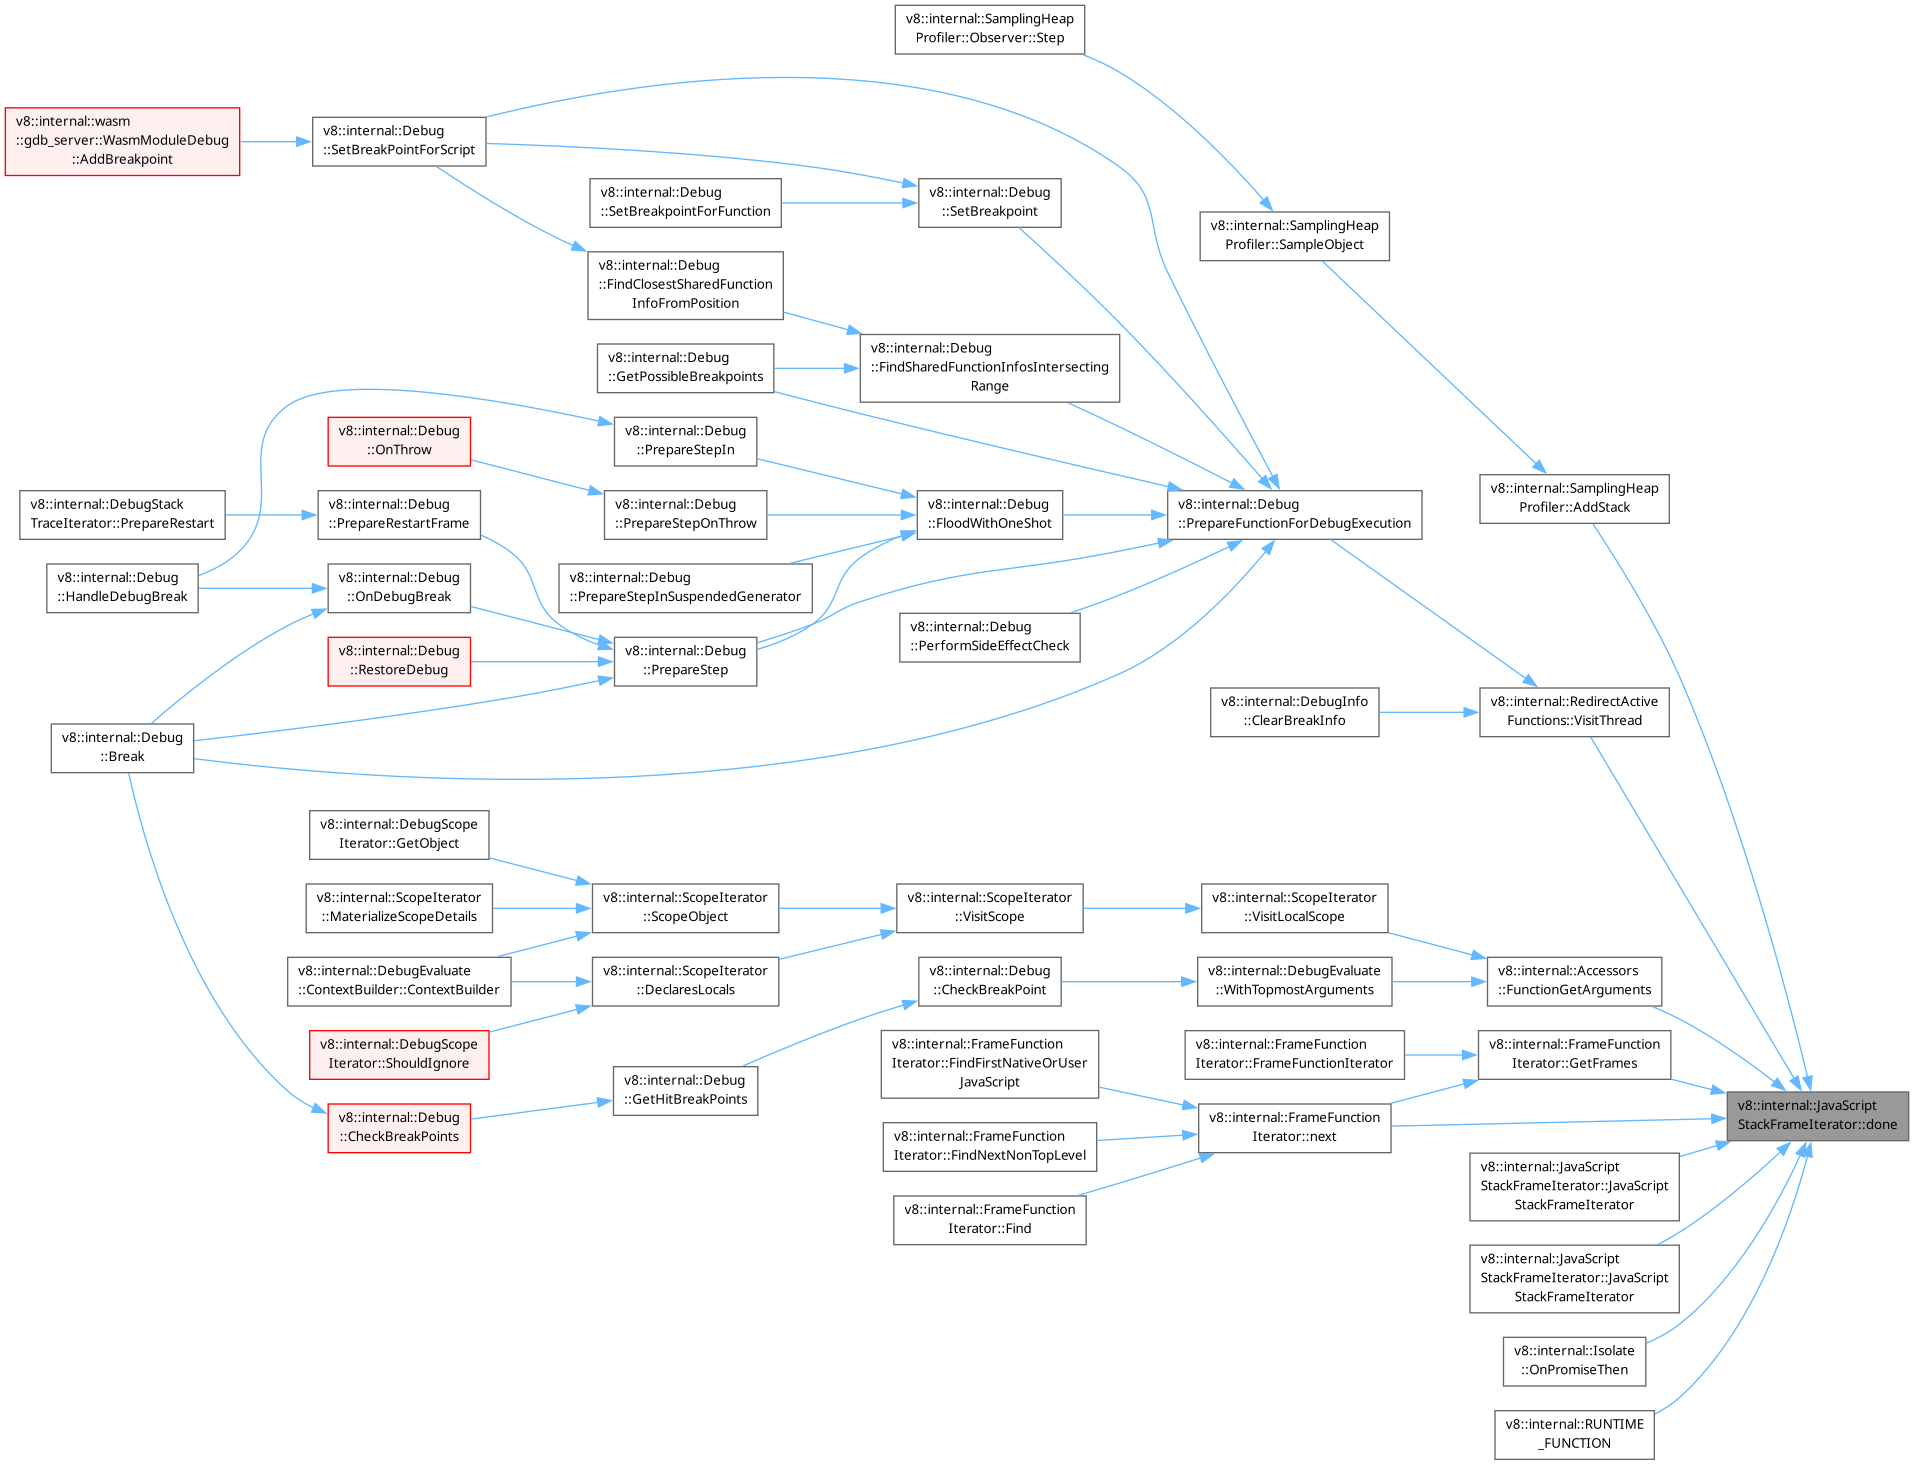 v8::internal::SamplingHeap
Profiler::Observer::Step
v8::internal::wasm
::gdb_server::WasmModuleDebug
::AddBreakpoint
v8::internal::Debug
::SetBreakPointForScript
v8::internal::Debug
::SetBreakpointForFunction
v8::internal::Debug
::SetBreakpoint
v8::internal::SamplingHeap
Profiler::SampleObject
v8::internal::Debug
::FindClosestSharedFunction
InfoFromPosition
v8::internal::Debug
::GetPossibleBreakpoints
v8::internal::Debug
::FindSharedFunctionInfosIntersecting
Range
v8::internal::Debug
::OnThrow
v8::internal::Debug
::PrepareStepIn
v8::internal::DebugStack
TraceIterator::PrepareRestart
v8::internal::Debug
::PrepareRestartFrame
v8::internal::Debug
::PrepareStepOnThrow
v8::internal::Debug
::FloodWithOneShot
v8::internal::Debug
::PrepareFunctionForDebugExecution
v8::internal::SamplingHeap
Profiler::AddStack
v8::internal::Debug
::HandleDebugBreak
v8::internal::Debug
::OnDebugBreak
v8::internal::Debug
::PrepareStepInSuspendedGenerator
v8::internal::Debug
::RestoreDebug
v8::internal::Debug
::PrepareStep
v8::internal::Debug
::PerformSideEffectCheck
v8::internal::DebugInfo
::ClearBreakInfo
v8::internal::RedirectActive
Functions::VisitThread
v8::internal::Debug
::Break
v8::internal::DebugScope
Iterator::GetObject
v8::internal::ScopeIterator
::MaterializeScopeDetails
v8::internal::ScopeIterator
::ScopeObject
v8::internal::ScopeIterator
::VisitScope
v8::internal::ScopeIterator
::VisitLocalScope
v8::internal::DebugEvaluate
::ContextBuilder::ContextBuilder
v8::internal::ScopeIterator
::DeclaresLocals
v8::internal::Debug
::CheckBreakPoint
v8::internal::DebugEvaluate
::WithTopmostArguments
v8::internal::Accessors
::FunctionGetArguments
v8::internal::DebugScope
Iterator::ShouldIgnore
v8::internal::FrameFunction
Iterator::FindFirstNativeOrUser
JavaScript
v8::internal::FrameFunction
Iterator::FrameFunctionIterator
v8::internal::FrameFunction
Iterator::GetFrames
v8::internal::Debug
::GetHitBreakPoints
v8::internal::Debug
::CheckBreakPoints
v8::internal::FrameFunction
Iterator::next
v8::internal::JavaScript
StackFrameIterator::done
v8::internal::FrameFunction
Iterator::FindNextNonTopLevel
v8::internal::JavaScript
StackFrameIterator::JavaScript
StackFrameIterator
v8::internal::FrameFunction
Iterator::Find
v8::internal::JavaScript
StackFrameIterator::JavaScript
StackFrameIterator
v8::internal::Isolate
::OnPromiseThen
v8::internal::RUNTIME
_FUNCTION